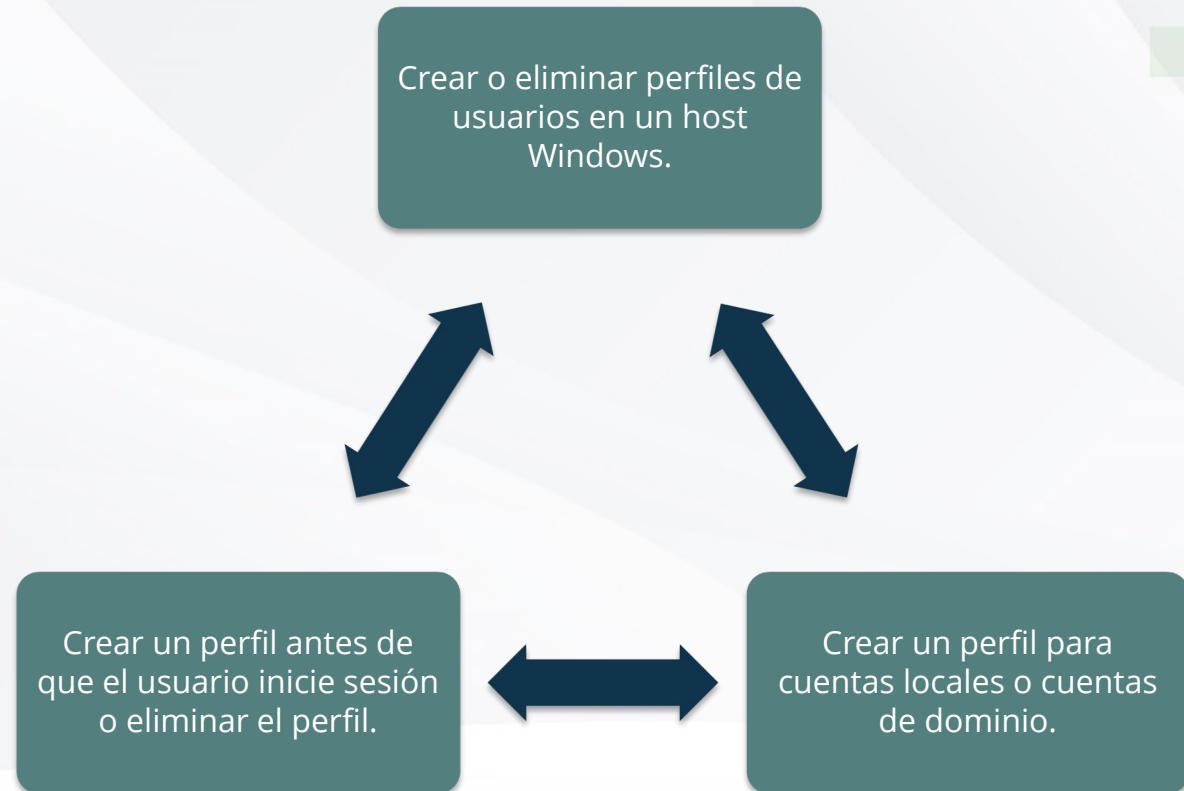 Crear o eliminar perfiles de
usuarios en un host
Windows.
Crear un perfil antes de
que el usuario inicie sesión
o eliminar el perfil.
Crear un perfil para
cuentas locales o cuentas
de dominio.